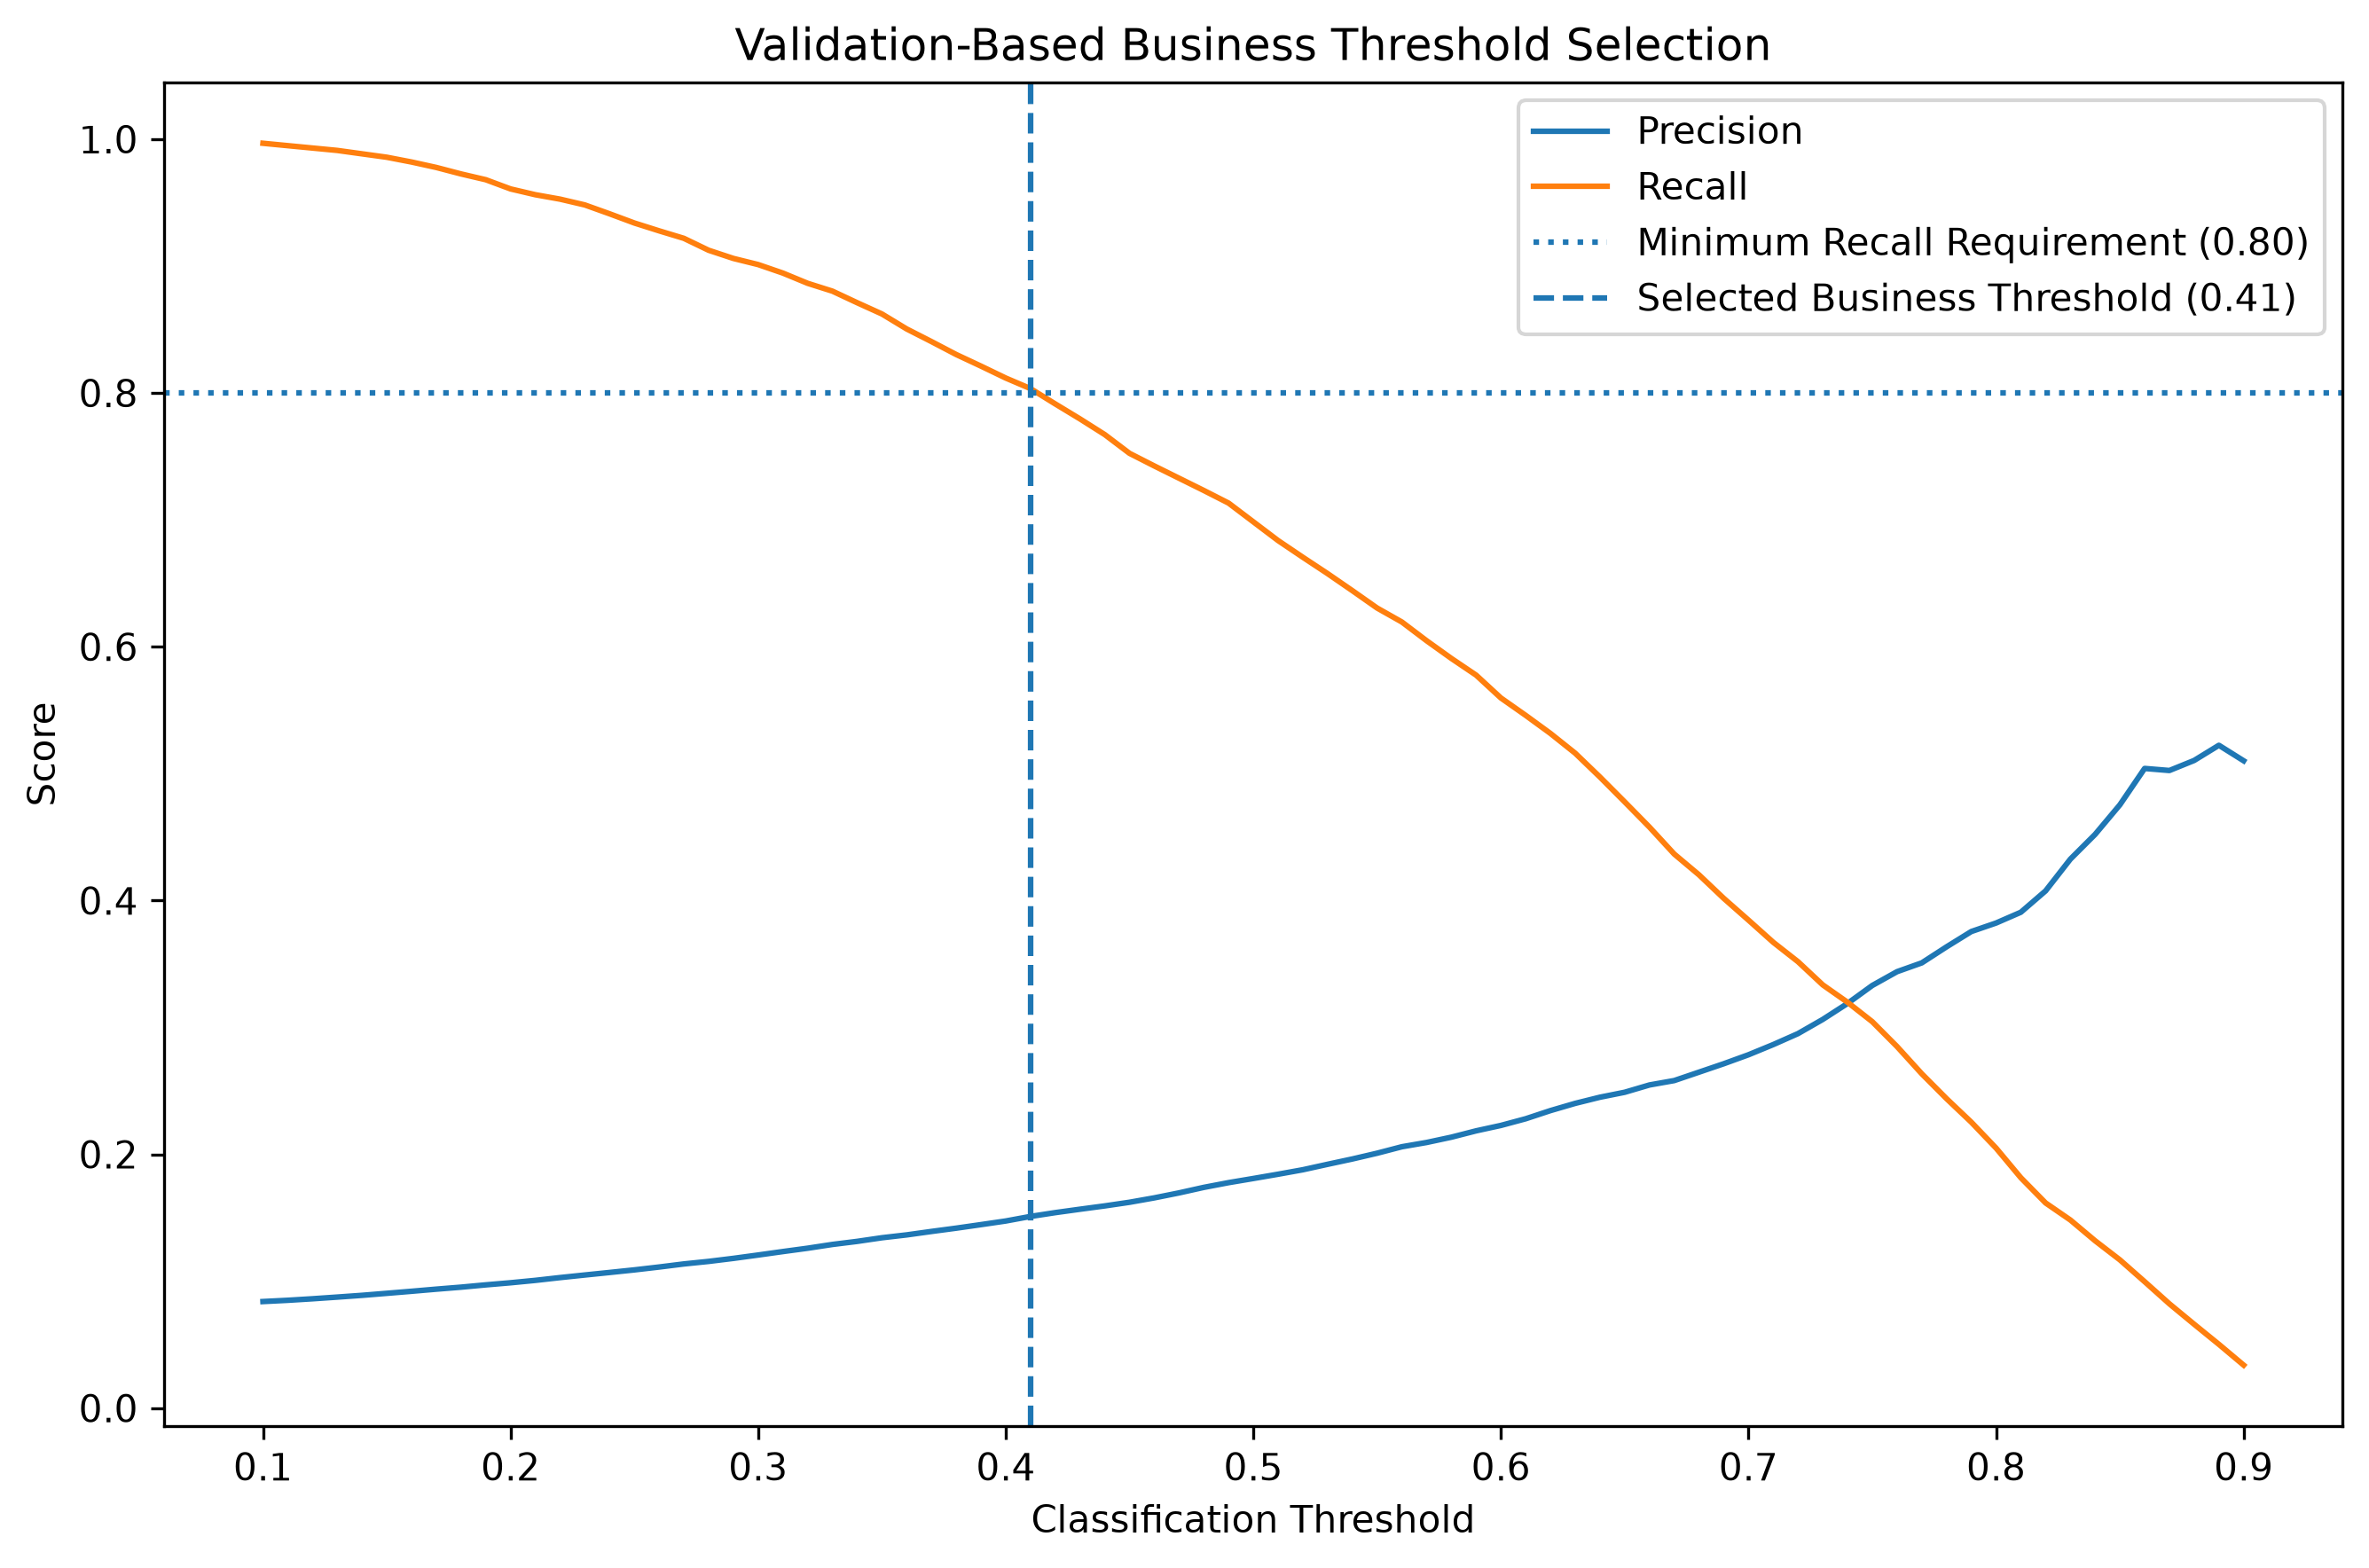 Validation-Based Business Threshold Selection
Precision
Recall
Minimum Recall Requirement (0.80)
Selected Business Threshold (0.41)
Score
1.0
0.8
0.6
0.4
0.2
0.0
0.1 0.2 0.3 0.4 0.5 0.6 0.7 0.8 0.9
Classification Threshold